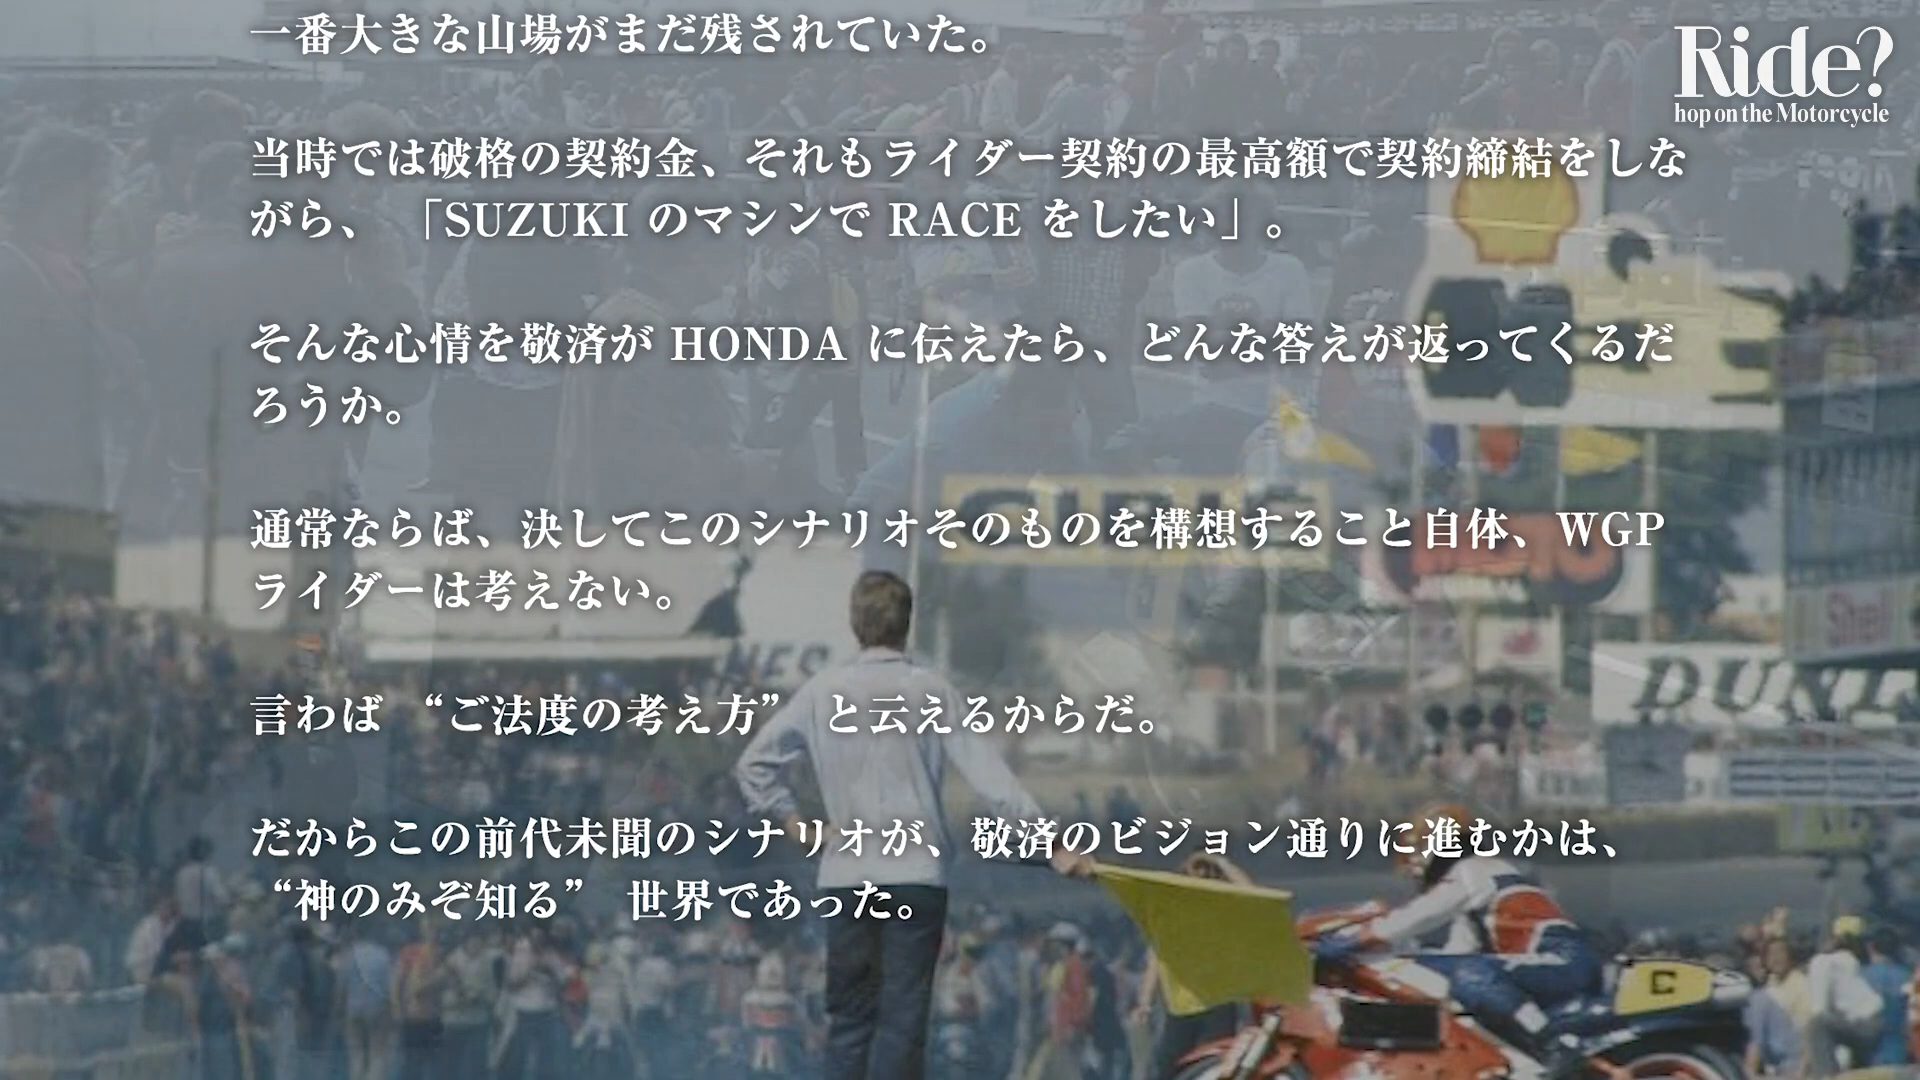 一番大きな山場がまだ残されていた。
Ride?
hop on the Motorcycle
当時では破格の契約金、それもライダー契約の最高額で契約締結をしな
がら、「SUZUKI のマシンで RACE をしたい」。
そんな心情を敬済が HONDA に伝えたら、どんな答えが返ってくるだ
ろうか。
通常ならば、決してこのシナリオそのものを構想すること自体、WGP
ライダーは考えない。
言わば “ご法度の考え方” と云えるからだ。
だからこの前代未聞のシナリオが、敬済のビジョン通りに進むかは、
“神のみぞ知る” 世界であった。
Shell
C